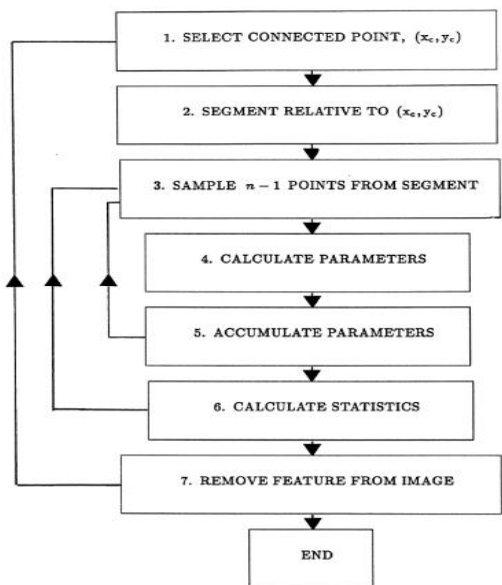 1. SELECT CONNECTED POINT, (x_c,y_c)
2. SEGMENT RELATIVE TO (x_c,y_c)
3. SAMPLE n − 1 POINTS FROM SEGMENT
4. CALCULATE PARAMETERS
5. ACCUMULATE PARAMETERS
6. CALCULATE STATISTICS
7. REMOVE FEATURE FROM IMAGE
END